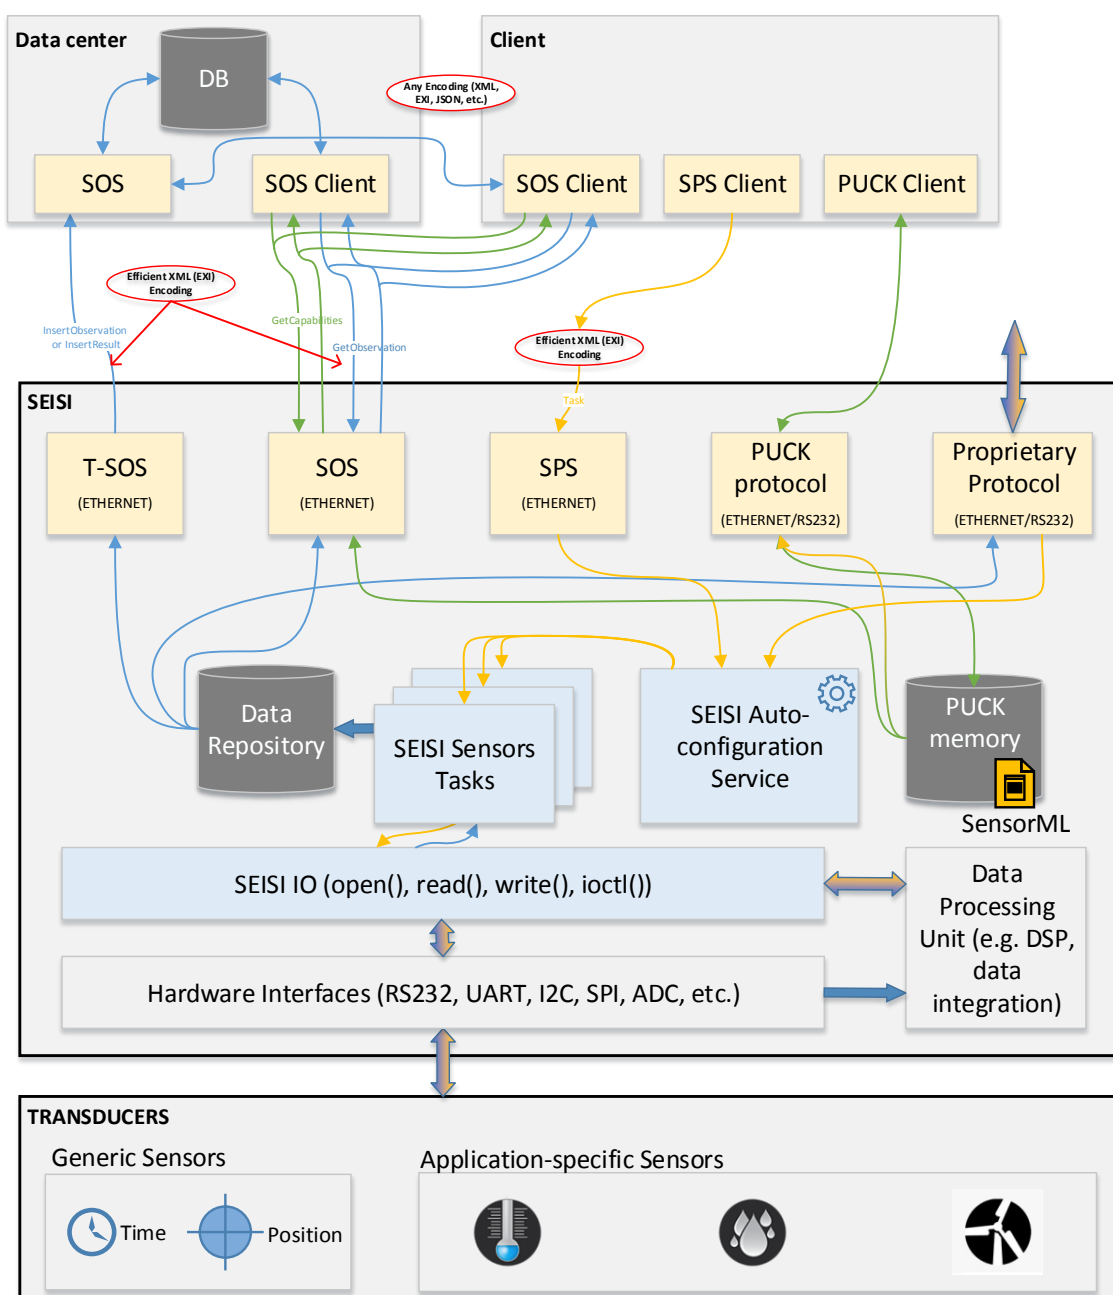 Data center
Client
DB
Any Encoding (XML,
EXI, JSON, etc.)
SOS
SOS Client
SOS Client
SPS Client
PUCK Client
Efficient XML (EXI)
Encoding
InsertObservation
or InsertResult
GetCapabilities
GetObservation
Efficient XML (EXI)
Encoding
SEISI
Task
T-SOS
(ETHERNET)
SOS
(ETHERNET)
SPS
(ETHERNET)
PUCK
protocol
(ETHERNET/RS232)
Proprietary
Protocol
(ETHERNET/RS232)
Data
Repository
SEISI Sensors
Tasks
SEISI Auto-
configuration
Service
PUCK
memory
SensorML
SEISI IO (open(), read(), write(), ioctl())
Data
Processing
Unit (e.g. DSP,
data
integration)
Hardware Interfaces (RS232, UART, I2C, SPI, ADC, etc.)
TRANSDUCERS
Generic Sensors
Application-specific Sensors
Time
Position